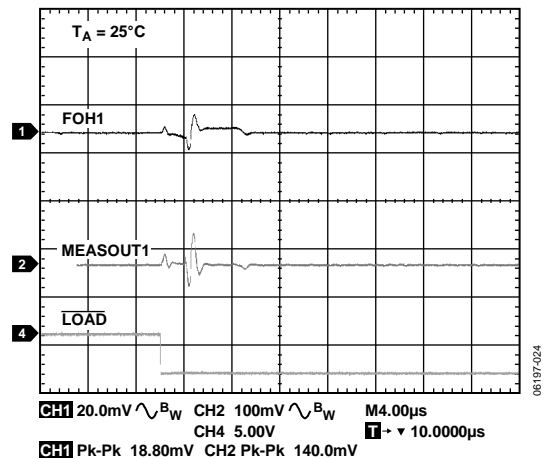 T_A = 25°C
FOH1
1
MEASOUT1
2
LOAD
4
06197-024
CH1 20.0mV B_W CH2 100mV B_W M4.00µs
CH4 5.00V T → ▼ 10.0000µs
CH1 Pk-Pk 18.80mV CH2 Pk-Pk 140.0mV